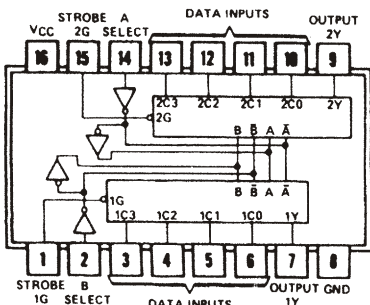 STROBE A DATA INPUTS OUTPUT
VCC 2G SELECT 2Y
16 15 14 13 12 11 10 9
2C3 2C2 2C1 2C0 2Y
2G
B B̄ A Ā
B B̄ A Ā
1G
1C3 1C2 1C1 1C0 1Y
1 2 3 4 5 6 7 8
STROBE B OUTPUT GND
1G SELECT DATA INPUTS 1Y